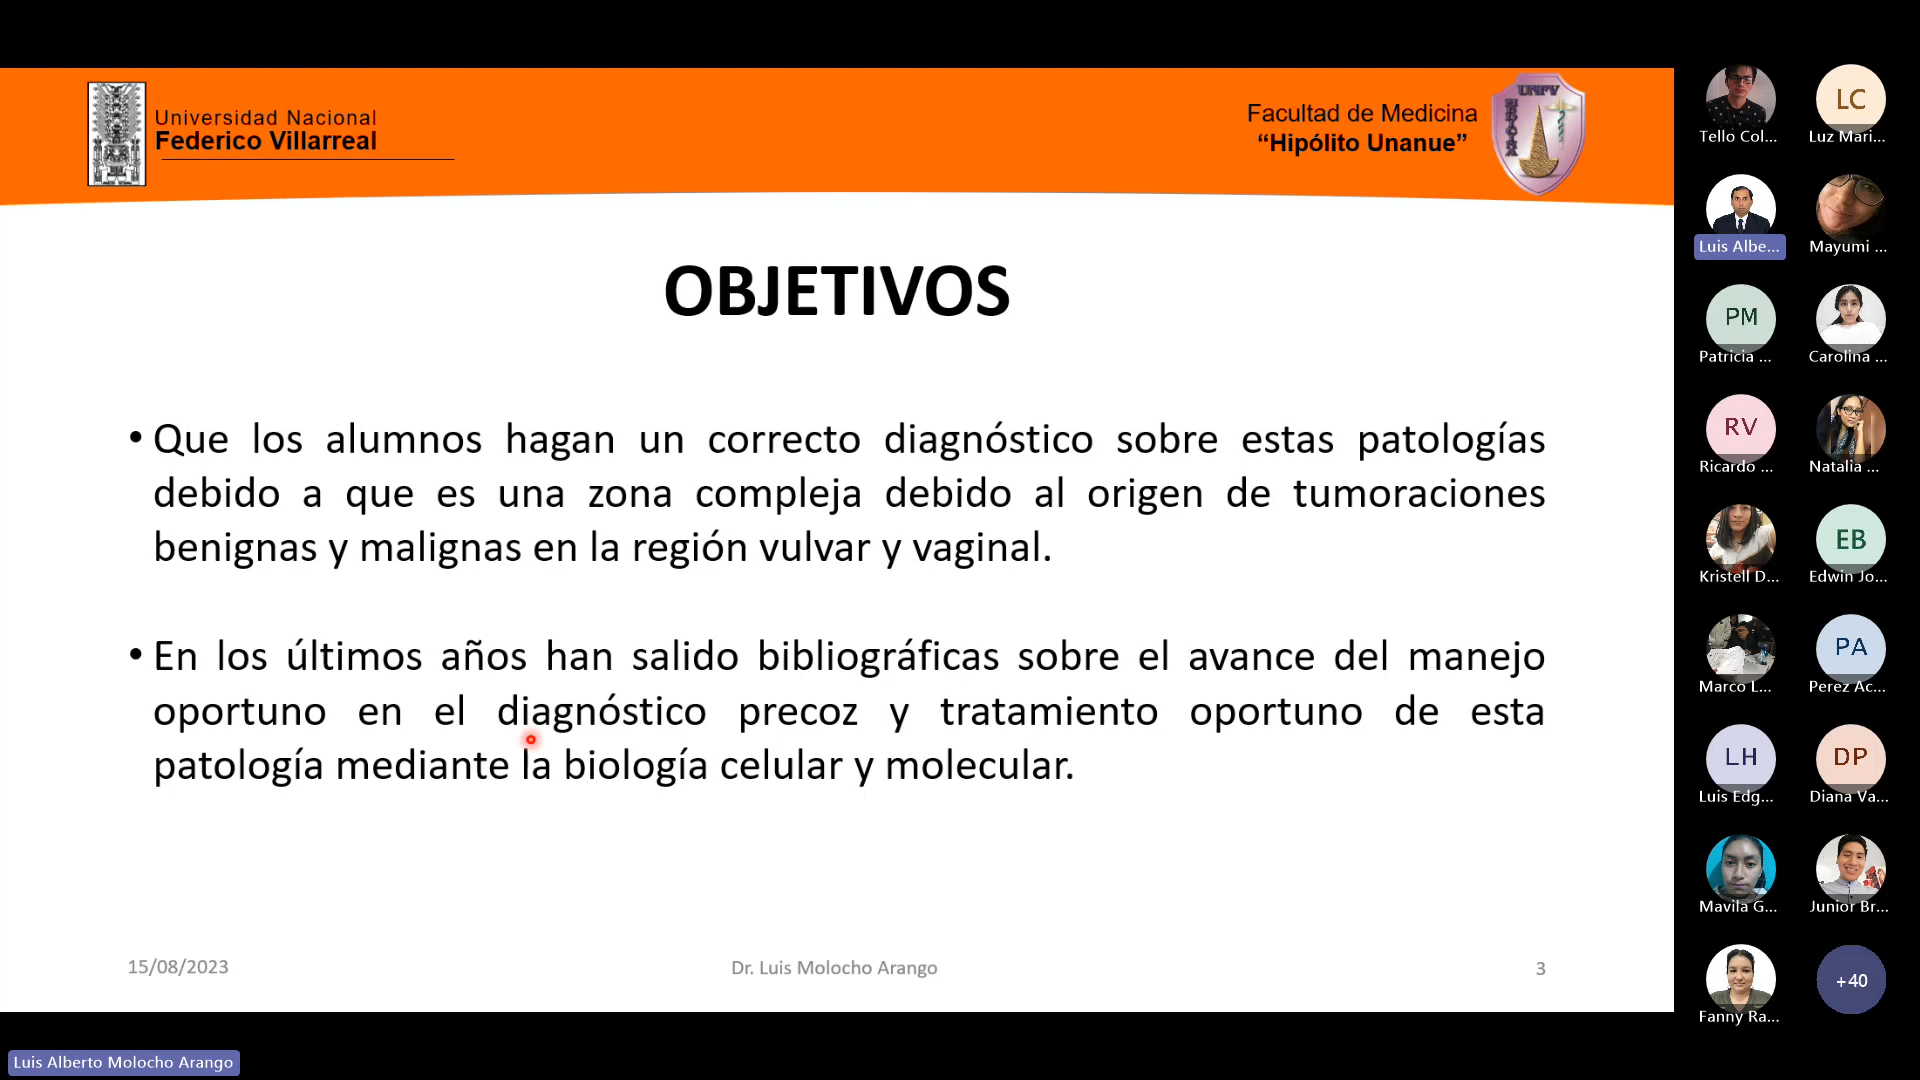 Universidad Nacional
Federico Villarreal
Facultad de Medicina
“Hipólito Unanue”
UNFV
OBJETIVOS
• Que los alumnos hagan un correcto diagnóstico sobre estas patologías
debido a que es una zona compleja debido al origen de tumoraciones
benignas y malignas en la región vulvar y vaginal.
• En los últimos años han salido bibliográficas sobre el avance del manejo
oportuno en el diagnóstico precoz y tratamiento oportuno de esta
patología mediante la biología celular y molecular.
15/08/2023
Dr. Luis Molocho Arango
3
Luis Alberto Molocho Arango
Tello Col...
LC
Luz Mari...
Luis Albe...
Mayumi ...
PM
Patricia ...
Carolina ...
RV
Ricardo ...
Natalia ...
Kristell D...
EB
Edwin Jo...
Marco L...
PA
Perez Ac...
LH
Luis Edg...
DP
Diana Va...
Mavila G...
Junior Br...
Fanny Ra...
+40